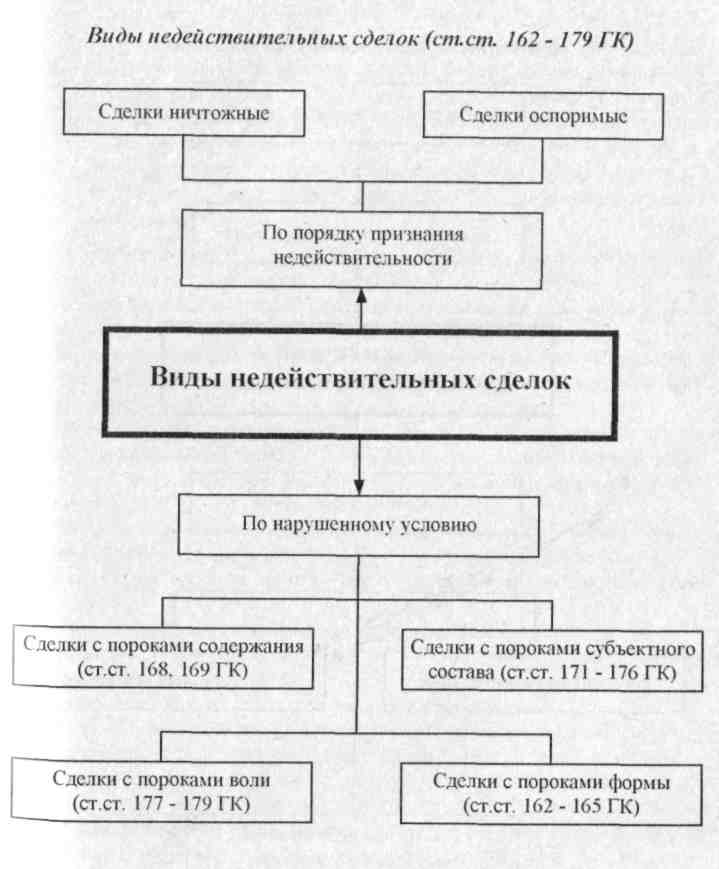 Виды недействительных сделок (ст.ст. 162 - 179 ГК)
Сделки ничтожные
Сделки оспоримые
По порядку признания
недействительности
Виды недействительных сделок
По нарушенному условию
Сделки с пороками содержания
(ст.ст. 168, 169 ГК)
Сделки с пороками субъектного
состава (ст.ст. 171 - 176 ГК)
Сделки с пороками воли
(ст.ст. 177 - 179 ГК)
Сделки с пороками формы
(ст.ст. 162 - 165 ГК)